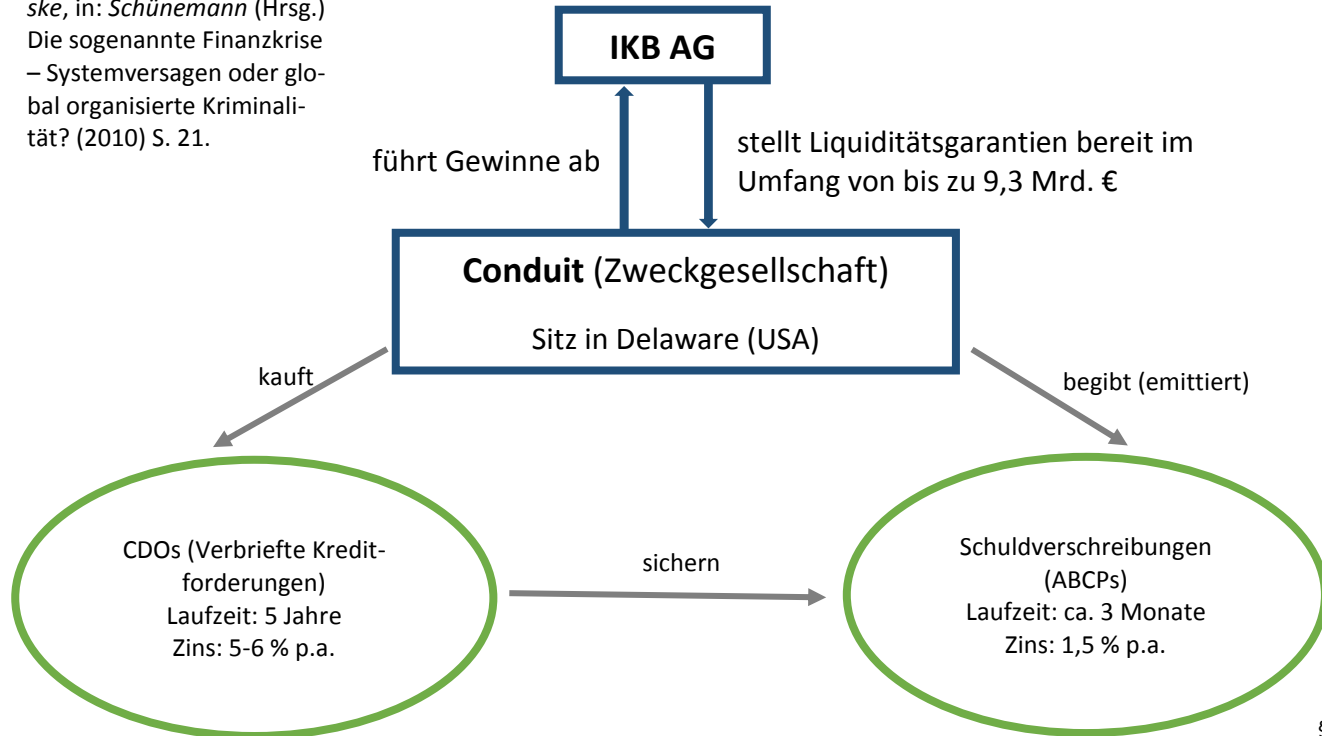 ske, in: Schünemann (Hrsg.)
Die sogenannte Finanzkrise
– Systemversagen oder glo-
bal organisierte Kriminali-
tät? (2010) S. 21.
IKB AG
führt Gewinne ab
stellt Liquiditätsgarantien bereit im
Umfang von bis zu 9,3 Mrd. €
Conduit (Zweckgesellschaft)
Sitz in Delaware (USA)
kauft
begibt (emittiert)
CDOs (Verbriefte Kredit-
forderungen)
Laufzeit: 5 Jahre
Zins: 5-6 % p.a.
sichern
Schuldverschreibungen
(ABCPs)
Laufzeit: ca. 3 Monate
Zins: 1,5 % p.a.